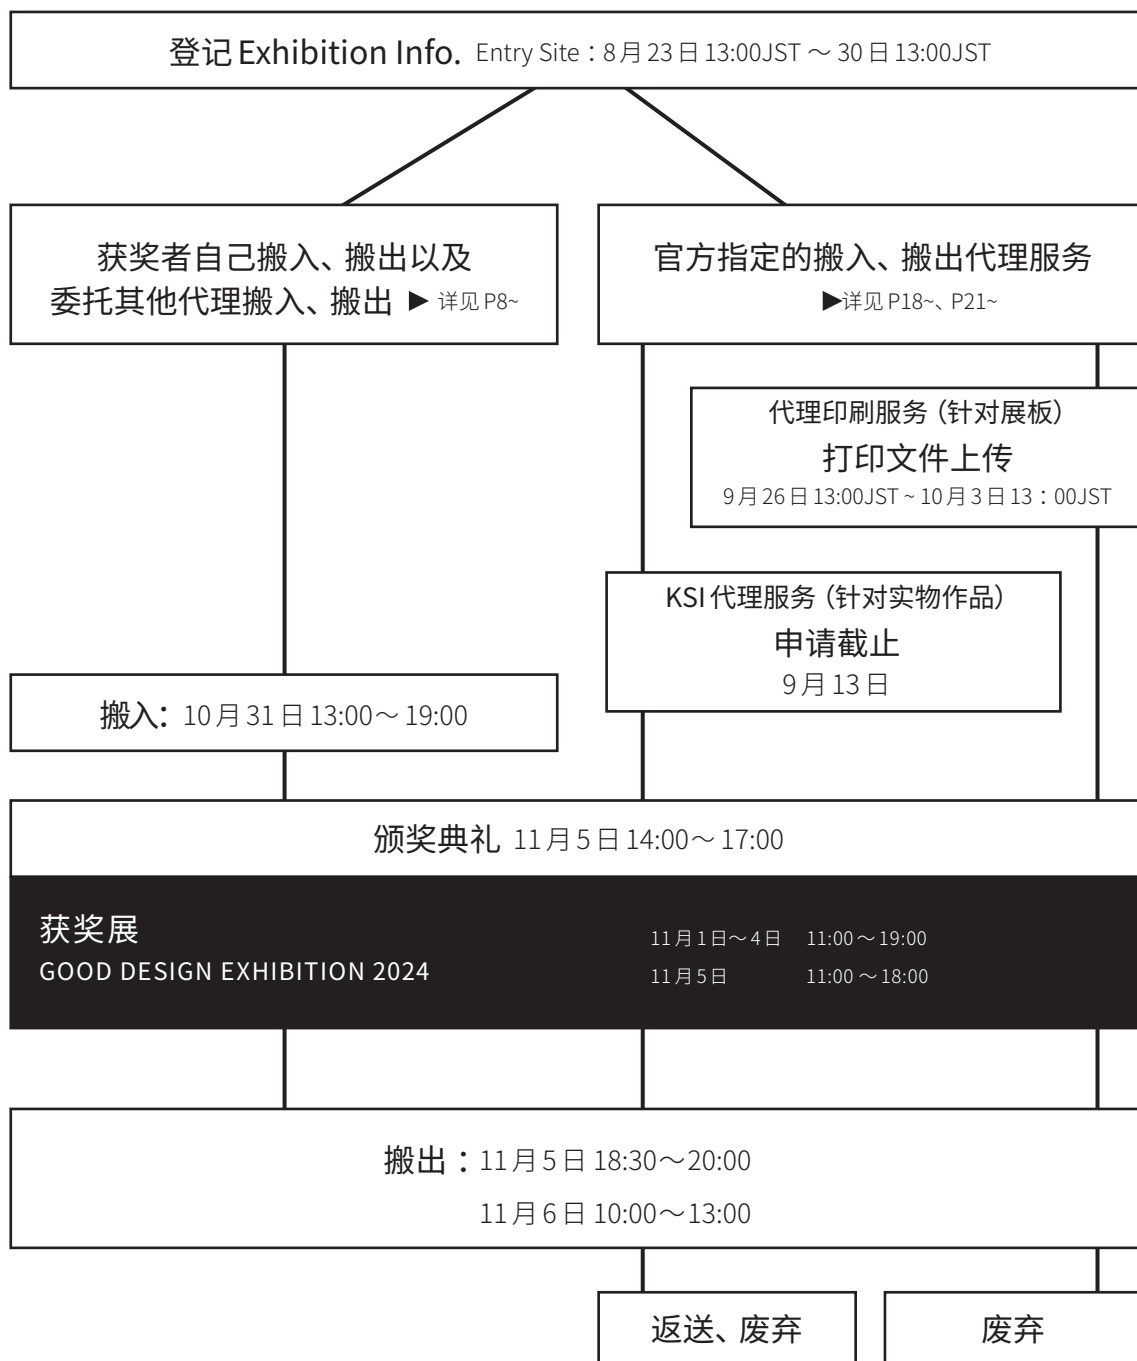 登记 Exhibition Info. Entry Site：8月23日 13:00JST ～ 30日 13:00JST
获奖者自己搬入、搬出以及
委托其他代理搬入、搬出 ▶ 详见 P8~
官方指定的搬入、搬出代理服务
▶详见 P18~、P21~
代理印刷服务（针对展板）
打印文件上传
9月26日 13:00JST ~ 10月3日 13：00JST
KSI 代理服务（针对实物作品）
申请截止
9月13日
搬入：10月31日 13:00～19:00
颁奖典礼 11月5日 14:00～17:00
获奖展
GOOD DESIGN EXHIBITION 2024
11月1日～4日 11:00～19:00
11月5日 11:00～18:00
搬出：11月5日 18:30～20:00
11月6日 10:00～13:00
返送、废弃
废弃